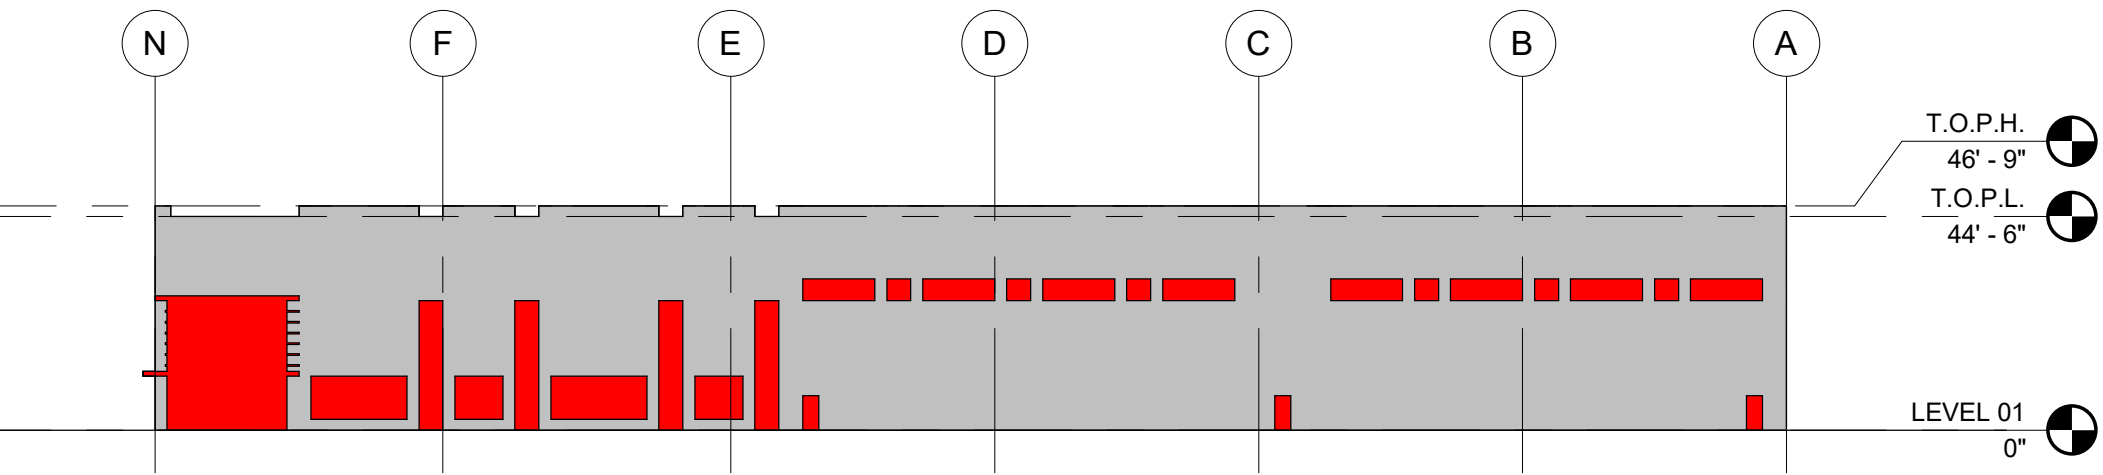 N F E D C B A
T.O.P.H.
46' - 9"
T.O.P.L.
44' - 6"
LEVEL 01
0"